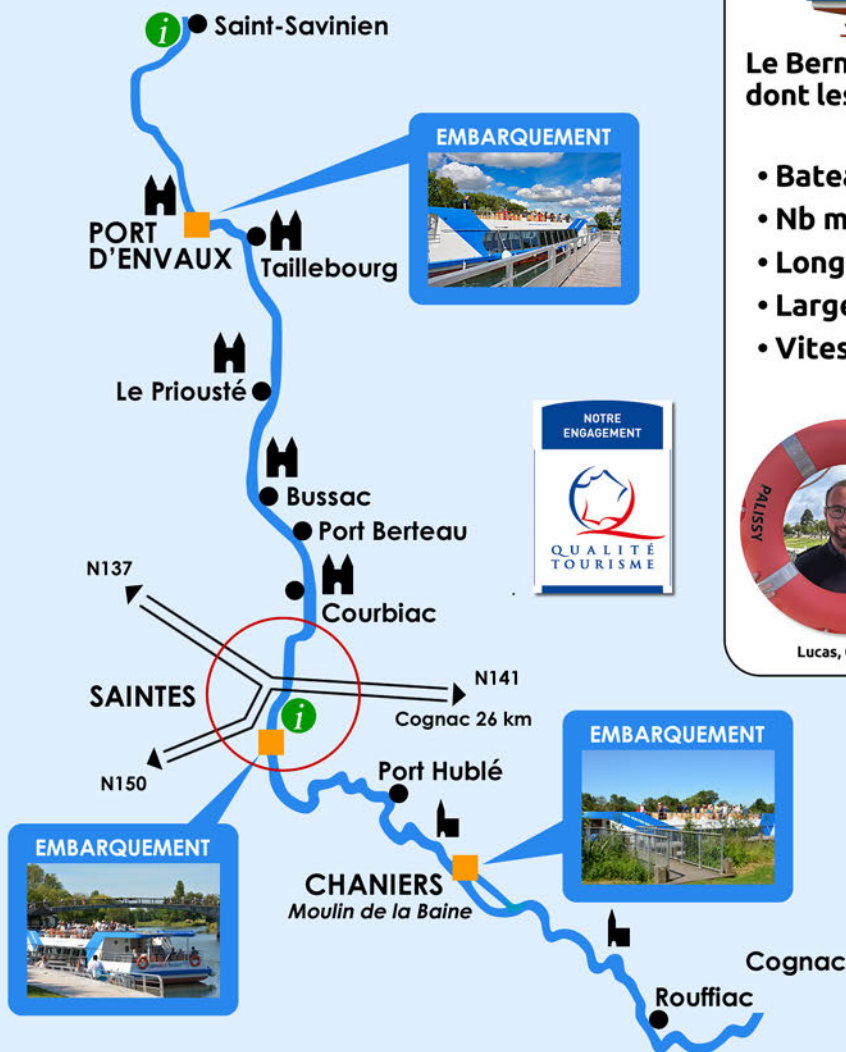 Saint-Savinien
EMBARQUEMENT
PORT
D'ENVAUX
Taillebourg
Le Priousté
Bussac
Port Berteau
Courbiac
N137
SAINTES
N141
Cognac 26 km
N150
EMBARQUEMENT
Port Hublé
EMBARQUEMENT
CHANIERS
Moulin de la Baine
Cognac
Rouffiac
NOTRE
ENGAGEMENT
QUALITÉ
TOURISME
Le Bern
dont les
• Batea
• Nb m
• Long
• Large
• Vites
PALISSY
Lucas,